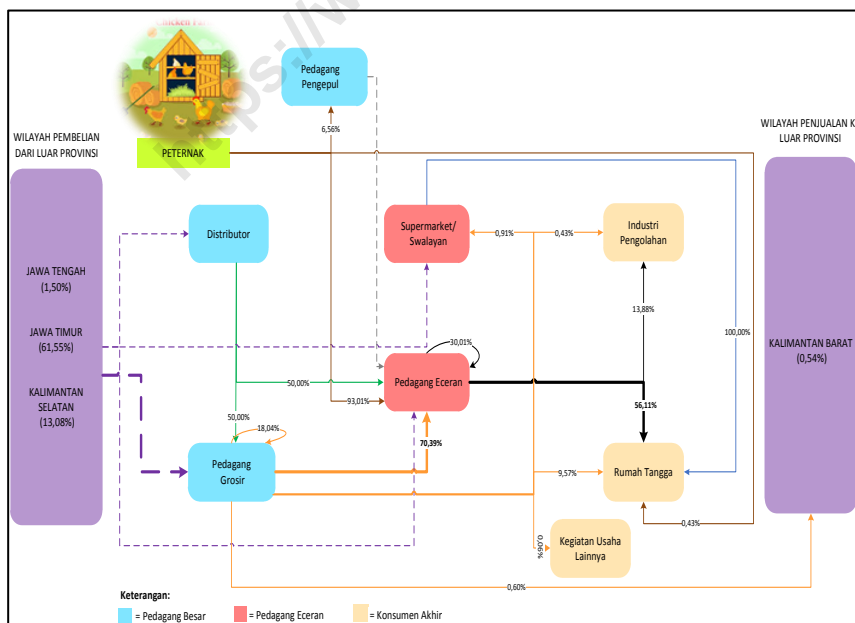 Chicken Fa
https://w
Pedagang
Pengepul
WILAYAH PEMBELIAN
DARI LUAR PROVINSI
PETERNAK
6,56%
WILAYAH PENJUALAN K
LUAR PROVINSI
Distributor
Supermarket/
Swalayan
0,91%
0,43%
Industri
Pengolahan
JAWA TENGAH
(1,50%)
JAWA TIMUR
(61,55%)
KALIMANTAN
SELATAN
(13,08%)
13,88%
100,00%
KALIMANTAN BARAT
(0,54%)
30,01%
Pedagang Eceran
50,00%
93,01%
56,11%
50,00%
18,04%
70,39%
Pedagang
Grosir
9,57%
Rumah Tangga
0,43%
0,06%
Kegiatan Usaha
Lainnya
0,60%
Keterangan:
= Pedagang Besar
= Pedagang Eceran
= Konsumen Akhir